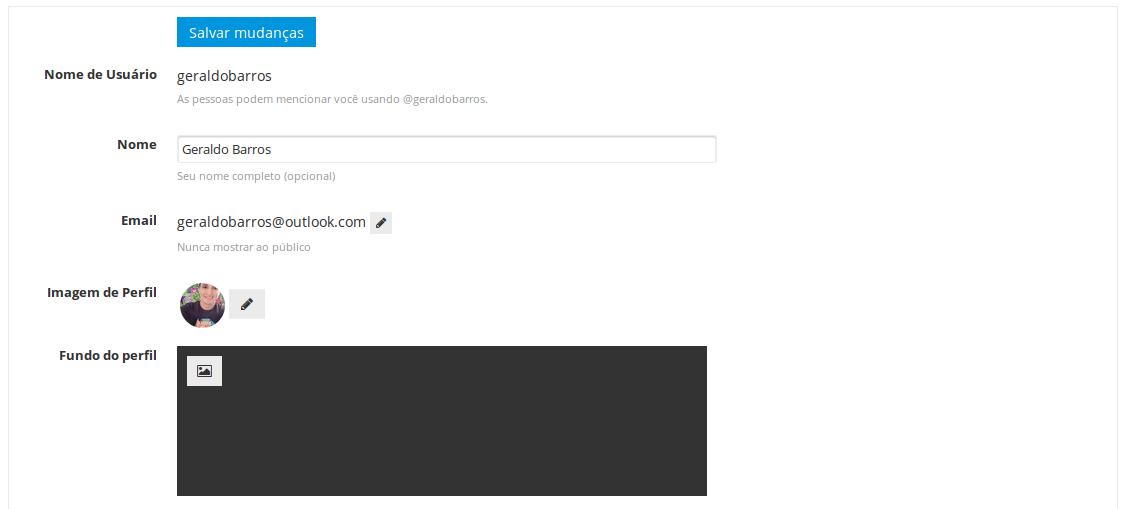 Salvar mudanças
Nome de Usuário
geraldobarros
As pessoas podem mencionar você usando @geraldobarros.
Nome
Geraldo Barros
Seu nome completo (opcional)
Email
geraldobarros@outlook.com
Nunca mostrar ao público
Imagem de Perfil
Fundo do perfil